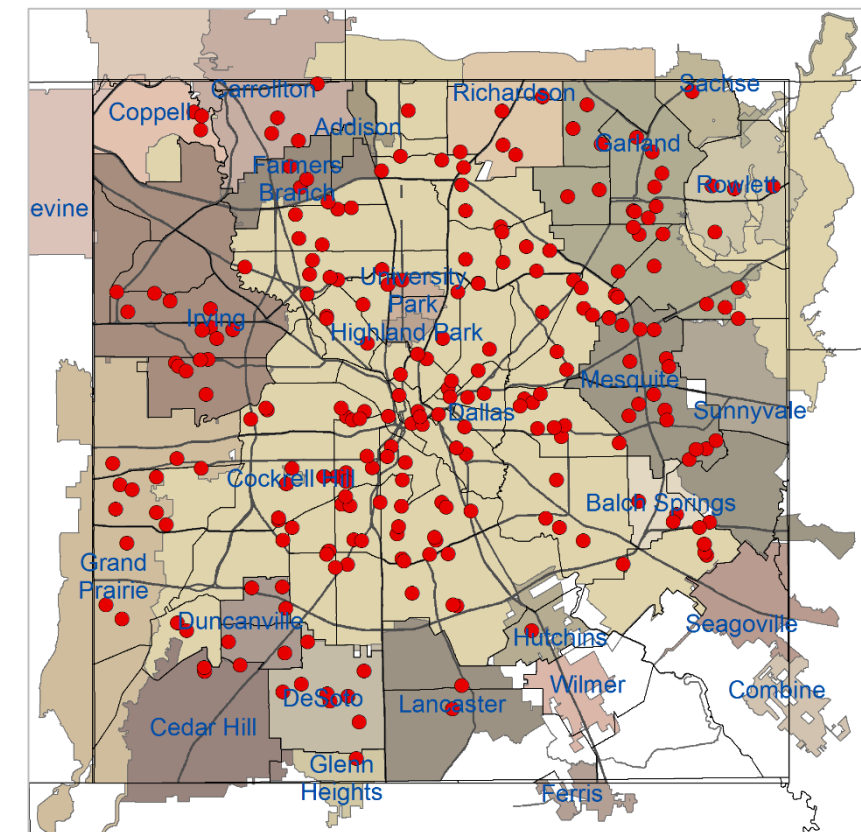 Carrollton
Coppell
Addison
Richardson
Sachse
Garland
Farmers
Branch
Rowlett
evine
University
Park
Irving
Highland Park
Mesquite
Dallas
Sunnyvale
Cockrell Hill
Balch Springs
Grand
Prairie
Duncanville
Hutchins
Seagoville
DeSoto
Lancaster
Wilmer
Combine
Cedar Hill
Glenn
Heights
Ferris